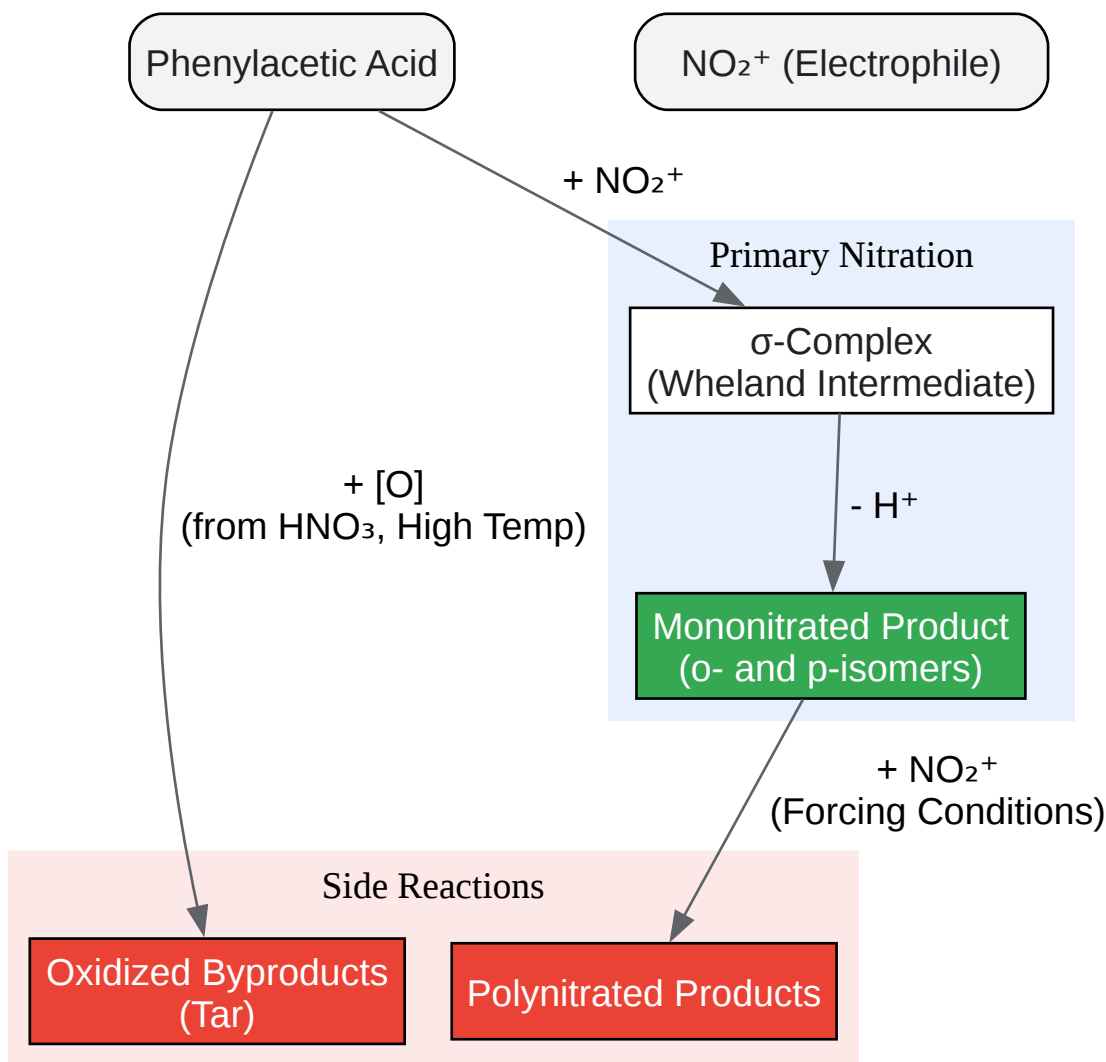 Phenylacetic Acid
NO₂⁺ (Electrophile)
+ NO₂⁺
Primary Nitration
σ-Complex
(Wheland Intermediate)
+ [O]
(from HNO₃, High Temp)
- H⁺
Mononitrated Product
(o- and p-isomers)
+ NO₂⁺
(Forcing Conditions)
Side Reactions
Oxidized Byproducts
(Tar)
Polynitrated Products